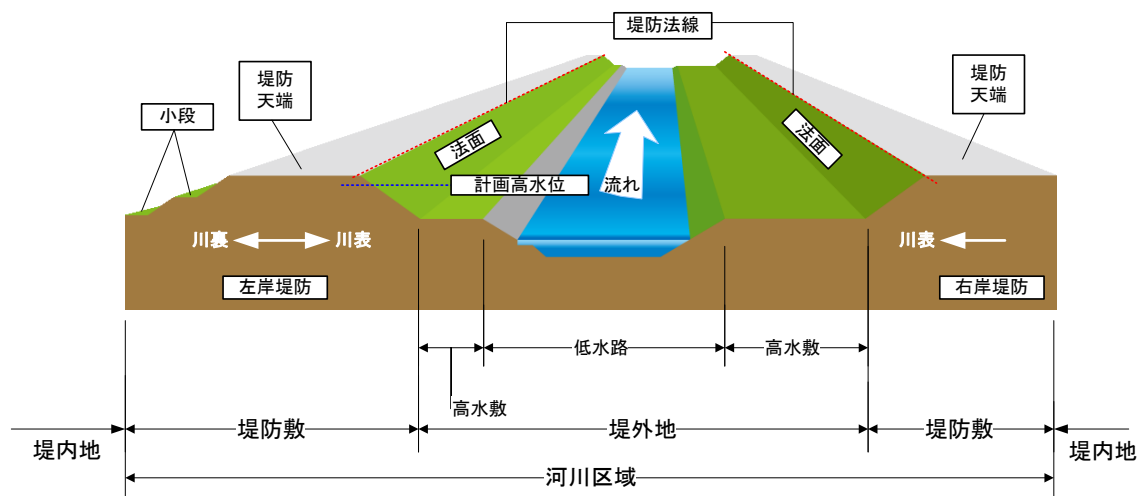 堤防法線
堤防
天端
堤防
天端
小段
法面
法面
計画高水位
流れ
川裏
川表
川表
左岸堤防
右岸堤防
低水路
高水敷
高水敷
堤防敷
堤外地
堤防敷
堤内地
堤内地
河川区域